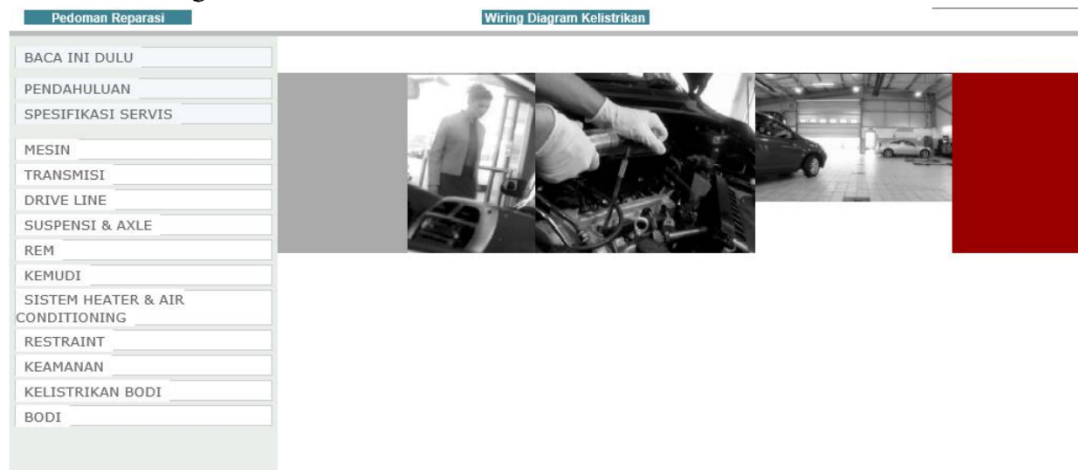 Pedoman Reparasi
Wiring Diagram Kelistrikan
BACA INI DULU
PENDAHULUAN
SPESIFIKASI SERVIS
MESIN
TRANSMISI
DRIVE LINE
SUSPENSI & AXLE
REM
KEMUDI
SISTEM HEATER & AIR
CONDITIONING
RESTRAINT
KEAMANAN
KELISTRIKAN BODI
BODI